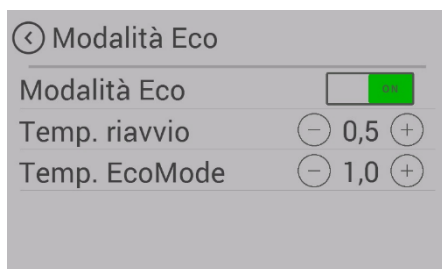 Modalità Eco
Modalità Eco ON
Temp. riavvio 0,5
Temp. EcoMode 1,0